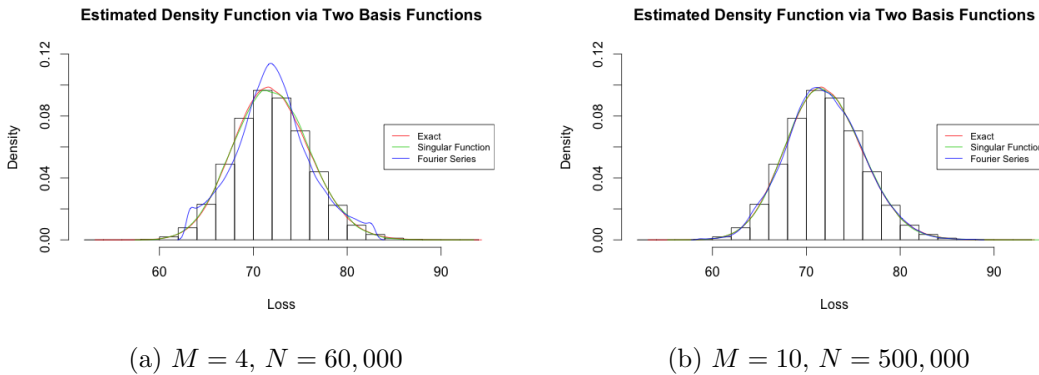 Estimated Density Function via Two Basis Functions
0.12
0.08
0.04
0.00
Density
Exact
Singular Function
Fourier Series
60 70 80 90
Loss
(a) M = 4, N = 60,000
Estimated Density Function via Two Basis Functions
0.12
0.08
0.04
0.00
Density
Exact
Singular Function
Fourier Series
60 70 80 90
Loss
(b) M = 10, N = 500,000